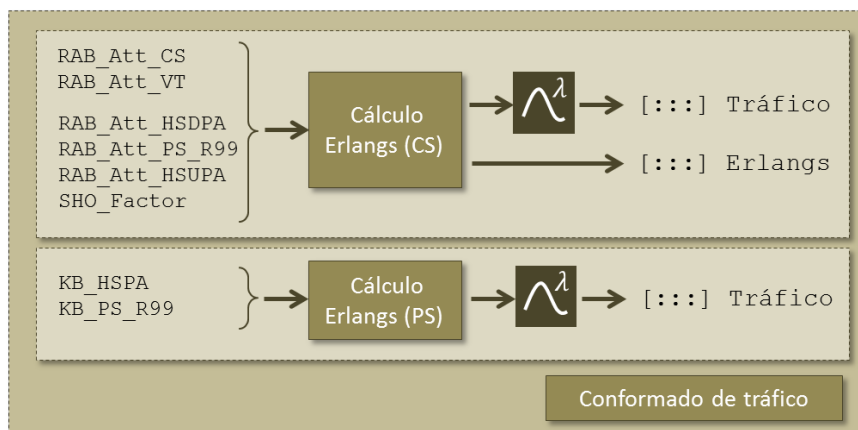 RAB_Att_CS
RAB_Att_VT
RAB_Att_HSDPA
RAB_Att_PS_R99
RAB_Att_HSUPA
SHO_Factor
Cálculo
Erlangs (CS)
λ
[:::] Tráfico
[:::] Erlangs
KB_HSPA
KB_PS_R99
Cálculo
Erlangs (PS)
λ
[:::] Tráfico
Conformado de tráfico